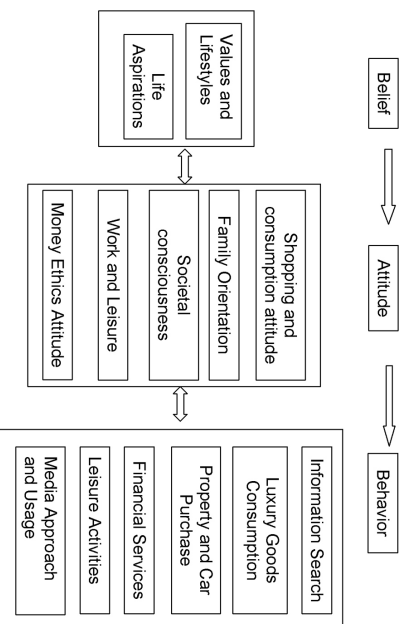 Belief
Attitude
Behavior
Values and
Lifestyles
Life
Aspirations
Shopping and
consumption attitude
Family Orientation
Societal
consciousness
Work and Leisure
Money Ethics Attitude
Information Search
Luxury Goods
Consumption
Property and Car
Purchase
Financial Services
Leisure Activities
Media Approach
and Usage